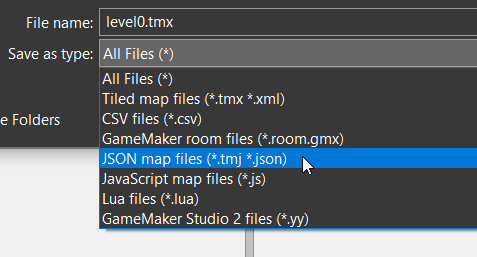 File name: level0.tmx
Save as type: All Files (*)
All Files (*)
Tiled map files (*.tmx *.xml)
CSV files (*.csv)
e Folders
GameMaker room files (*.room.gmx)
JSON map files (*.tmj *.json)
JavaScript map files (*.js)
Lua files (*.lua)
GameMaker Studio 2 files (*.yy)